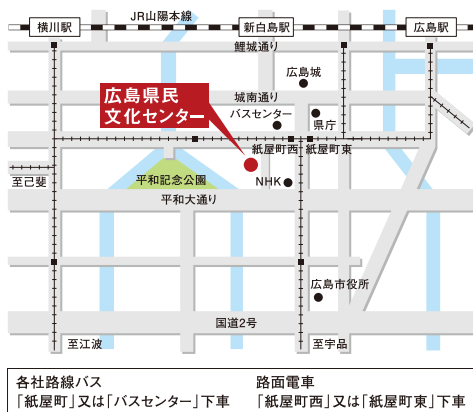 JR山陽本線
横川駅
新白島駅
広島駅
鯉城通り
広島城
城南通り
広島県民
文化センター
バスセンター
県庁
紙屋町西
紙屋町東
至己斐
平和記念公園
NHK
平和大通り
広島市役所
国道2号
至江波
至宇品
各社路線バス
「紙屋町」又は「バスセンター」下車
路面電車
「紙屋町西」又は「紙屋町東」下車